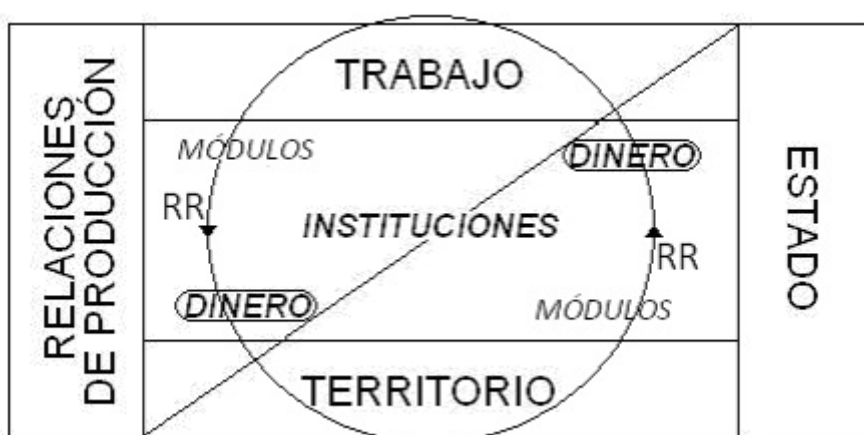 RELACIONES
DE PRODUCCIÓN
TRABAJO
MÓDULOS
DINERO
RR
INSTITUCIONES
RR
DINERO
MÓDULOS
TERRITORIO
ESTADO